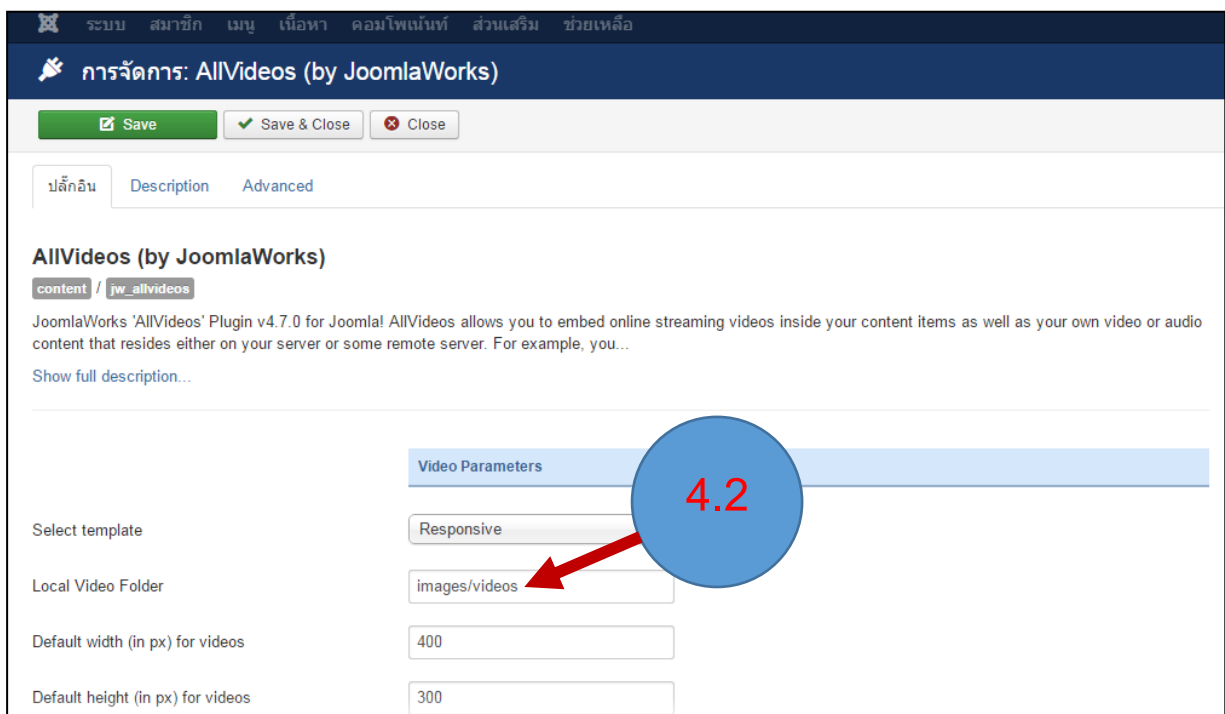 ระบบ สมาชิก เมนู เนื้อหา คอมโพเน้นท์ ส่วนเสริม ช่วยเหลือ
การจัดการ: AllVideos (by JoomlaWorks)
Save Save & Close Close
ปลั๊กอิน Description Advanced
AllVideos (by JoomlaWorks)
content / jw_allvideos
JoomlaWorks 'AllVideos' Plugin v4.7.0 for Joomla! AllVideos allows you to embed online streaming videos inside your content items as well as your own video or audio
content that resides either on your server or some remote server. For example, you...
Show full description...
Video Parameters
4.2
Select template Responsive
Local Video Folder images/videos
Default width (in px) for videos 400
Default height (in px) for videos 300